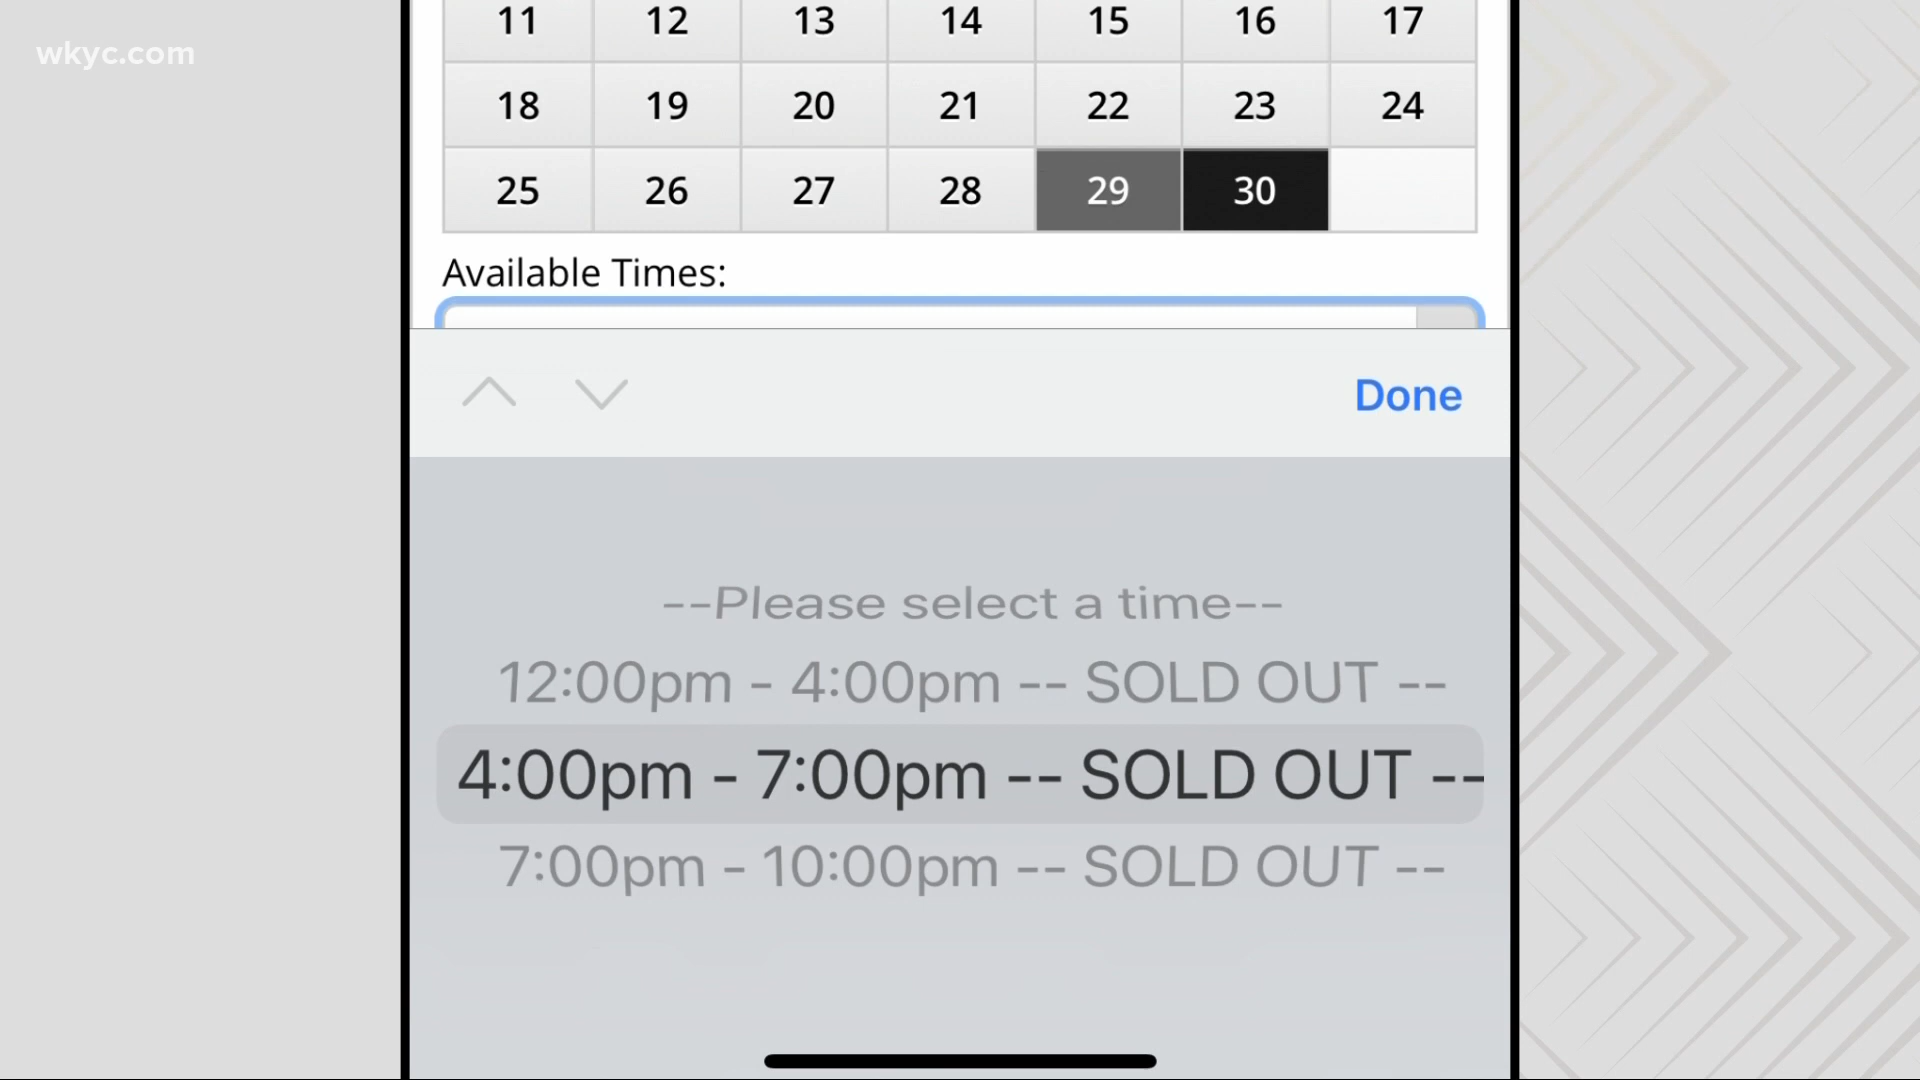 wkyc.com
11 12 13 14 15 16 17
18 19 20 21 22 23 24
25 26 27 28 29 30
Available Times:
Done
--Please select a time--
12:00pm - 4:00pm -- SOLD OUT --
4:00pm - 7:00pm -- SOLD OUT --
7:00pm - 10:00pm -- SOLD OUT --